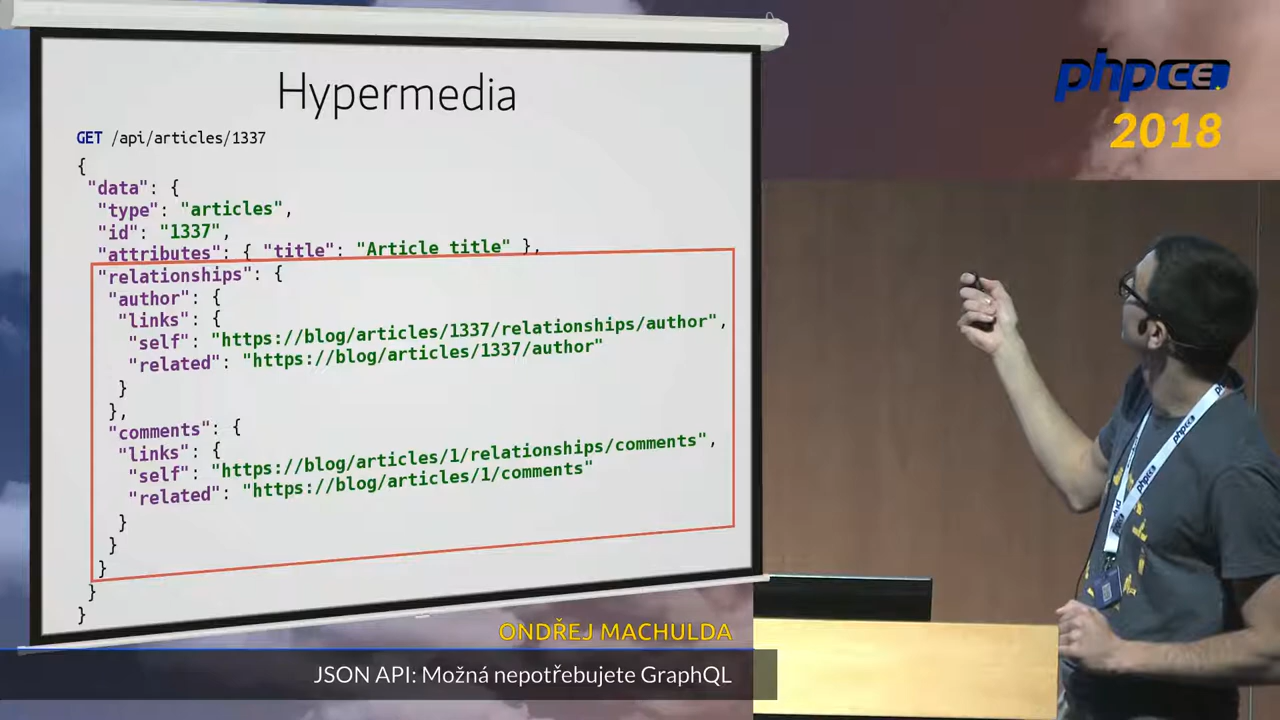 Hypermedia
GET /api/articles/1337
{
"data": {
"type": "articles",
"id": "1337",
"attributes": { "title": "Article title" },
"relationships": {
"author": {
"links": {
"self": "https://blog/articles/1337/relationships/author",
"related": "https://blog/articles/1337/author"
}
},
"comments": {
"links": {
"self": "https://blog/articles/1/relationships/comments",
"related": "https://blog/articles/1/comments"
}
}
}
}
}
phpce
2018
phpce
phpce
ONDŘEJ MACHULDA
JSON API: Možná nepotřebujete GraphQL